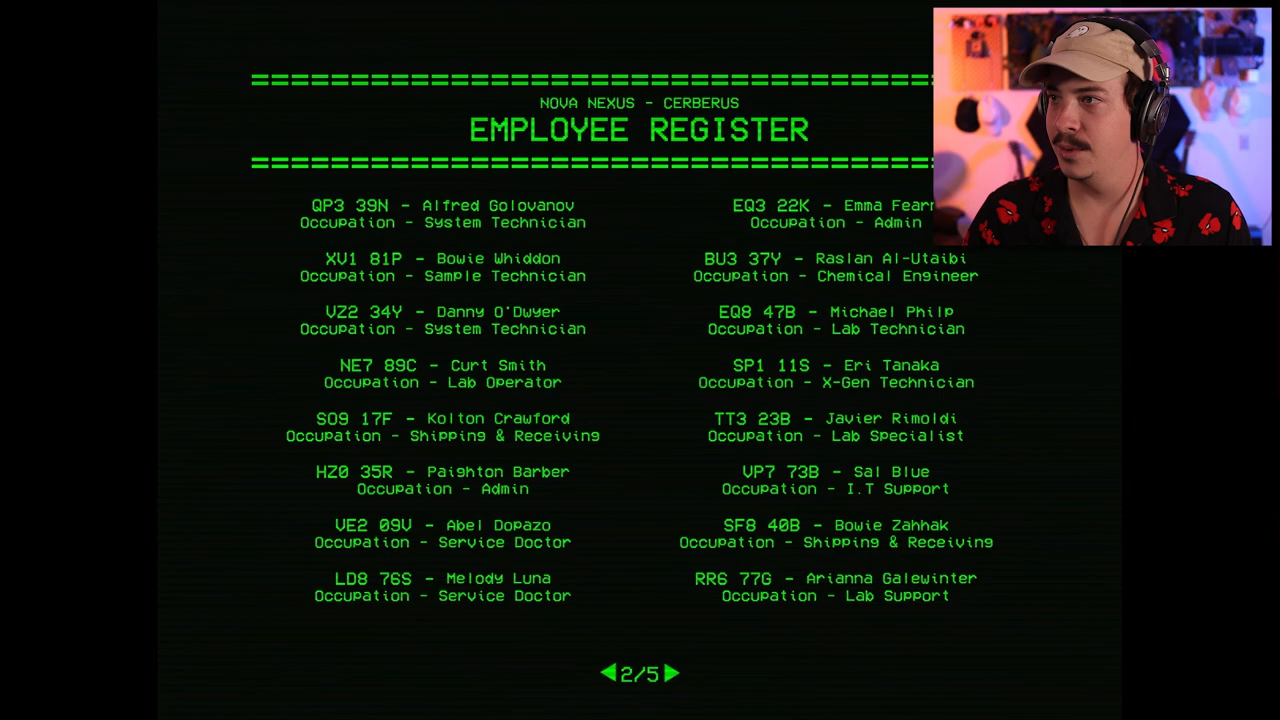 NOVA NEXUS - CERBERUS
EMPLOYEE REGISTER
QP3 39N - Alfred Golovanov
Occupation - System Technician
XV1 81P - Bowie Whiddon
Occupation - Sample Technician
VZ2 34Y - Danny O'Dwyer
Occupation - System Technician
NE7 89C - Curt Smith
Occupation - Lab Operator
SO9 17F - Kolton Crawford
Occupation - Shipping & Receiving
HZ0 35R - Paighton Barber
Occupation - Admin
VE2 09V - Abel Dopazo
Occupation - Service Doctor
LD8 76S - Melody Luna
Occupation - Service Doctor
EQ3 22K - Emma
Occupation - Admin
BU3 37Y - Raslan Al-Utaibi
Occupation - Chemical Engineer
EQ8 47B - Michael Philp
Occupation - Lab Technician
SP1 11S - Eri Tanaka
Occupation - X-Gen Technician
TT3 23B - Javier Rimoldi
Occupation - Lab Specialist
VP7 73B - Sal Blue
Occupation - I.T Support
SF8 40B - Bowie Zahhak
Occupation - Shipping & Receiving
RR6 77G - Arianna Galewinter
Occupation - Lab Support
2/5